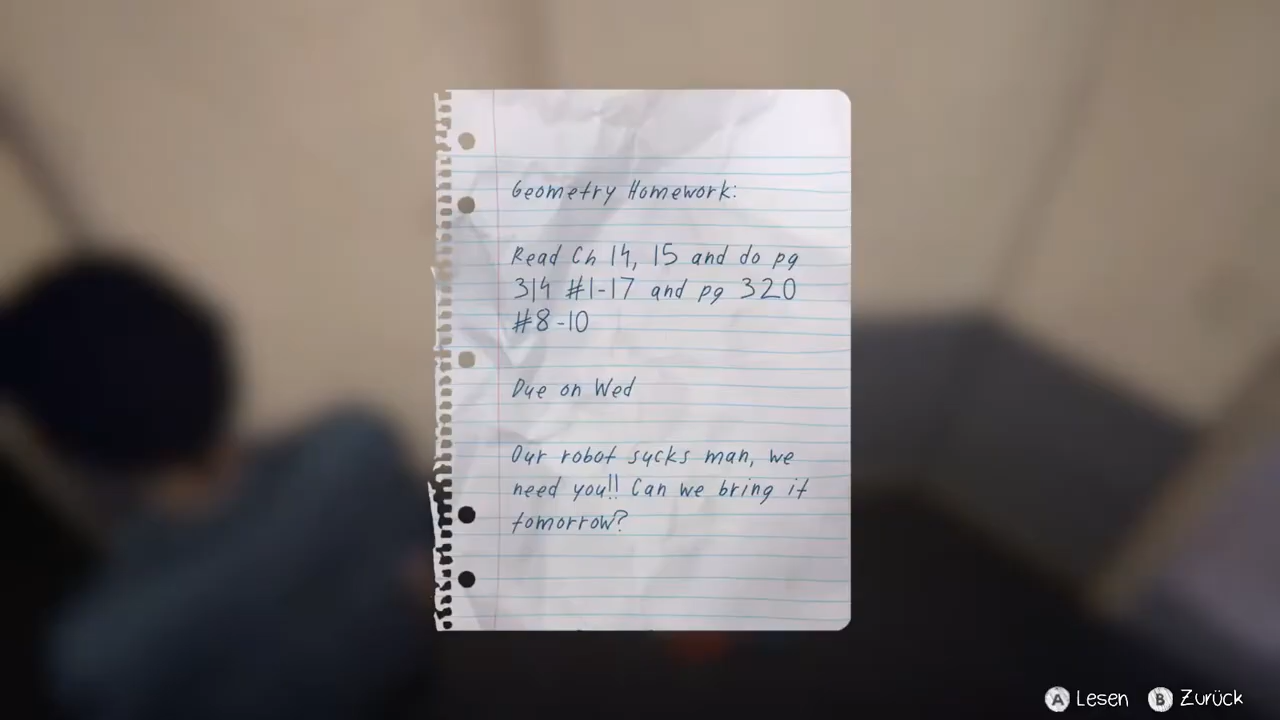 Geometry Homework:
Read Ch 14, 15 and do pg
314 #1-17 and pg 320
#8-10
Due on Wed
Our robot sucks man, we
need you!! Can we bring it
tomorrow?
A Lesen B Zurück